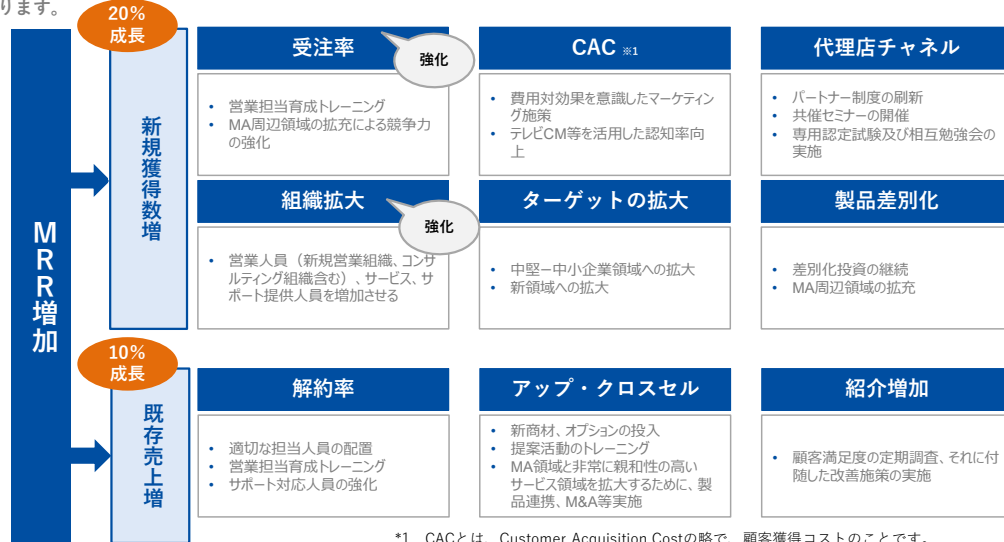 ります。
MRR増加
20%
成長
新規獲得数増
受注率
強化
• 営業担当育成トレーニング
• MA周辺領域の拡充による競争力
の強化
CAC ※1
• 費用対効果を意識したマーケティン
グ施策
• テレビCM等を活用した認知率向
上
代理店チャネル
• パートナー制度の刷新
• 共催セミナーの開催
• 専用認定試験及び相互勉強会の
実施
組織拡大
強化
• 営業人員（新規営業組織、コンサ
ルティング組織含む）、サービス、サ
ポート提供人員を増加させる
ターゲットの拡大
• 中堅ー中小企業領域への拡大
• 新領域への拡大
製品差別化
• 差別化投資の継続
• MA周辺領域の拡充
10%
成長
既存売上増
解約率
• 適切な担当人員の配置
• 営業担当育成トレーニング
• サポート対応人員の強化
アップ・クロスセル
• 新商材、オプションの投入
• 提案活動のトレーニング
• MA領域と非常に親和性の高い
サービス領域を拡大するために、製
品連携、M&A等実施
紹介増加
• 顧客満足度の定期調査、それに付
随した改善施策の実施
*1 CACとは、Customer Acquisition Costの略で、顧客獲得コストのことです。